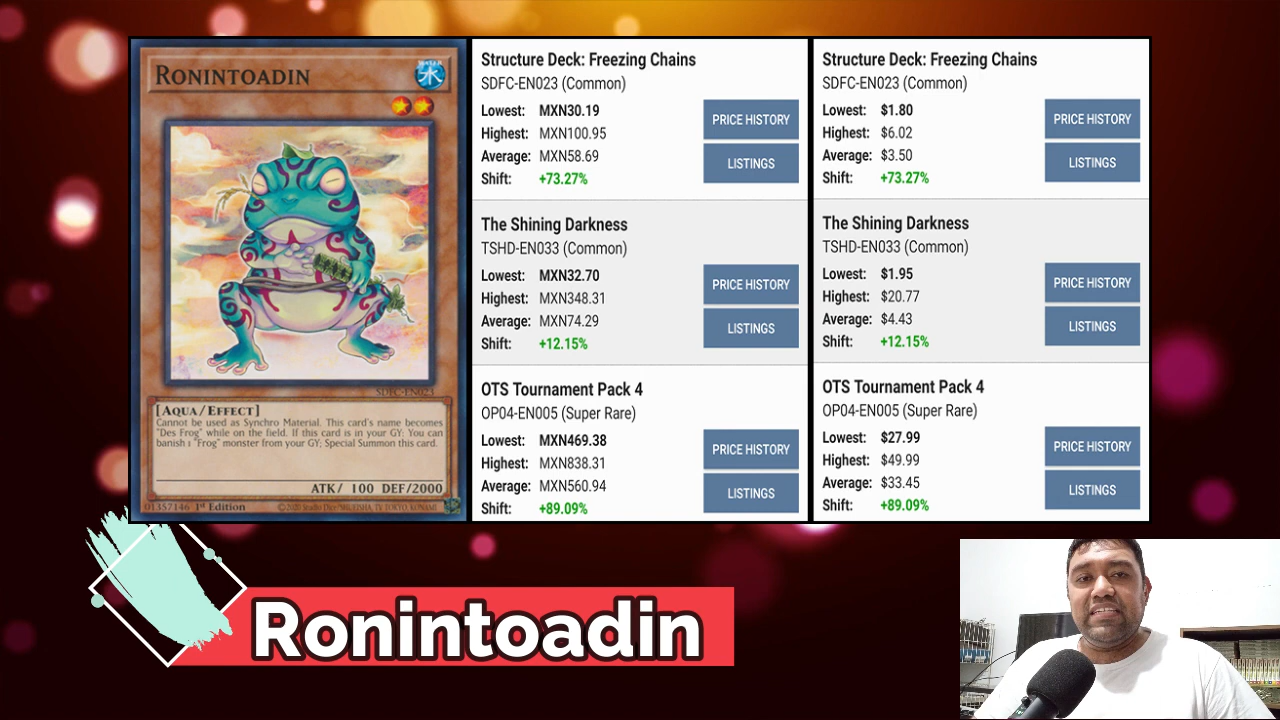 RONINTOADIN
WATER
水
SDFC-EN023
[AQUA/EFFECT]
Cannot be used as Synchro Material. This card's name becomes
"Des Frog" while on the field. If this card is in your GY: You can
banish 1 "Frog" monster from your GY; Special Summon this card.
ATK/ 100 DEF/2000
01357146 1st Edition
Structure Deck: Freezing Chains
SDFC-EN023 (Common)
Lowest: MXN30.19
Highest: MXN100.95
Average: MXN58.69
Shift: +73.27%
PRICE HISTORY
LISTINGS
The Shining Darkness
TSHD-EN033 (Common)
Lowest: MXN32.70
Highest: MXN348.31
Average: MXN74.29
Shift: +12.15%
PRICE HISTORY
LISTINGS
OTS Tournament Pack 4
OP04-EN005 (Super Rare)
Lowest: MXN469.38
Highest: MXN838.31
Average: MXN560.94
Shift: +89.09%
PRICE HISTORY
LISTINGS
Structure Deck: Freezing Chains
SDFC-EN023 (Common)
Lowest: $1.80
Highest: $6.02
Average: $3.50
Shift: +73.27%
PRICE HISTORY
LISTINGS
The Shining Darkness
TSHD-EN033 (Common)
Lowest: $1.95
Highest: $20.77
Average: $4.43
Shift: +12.15%
PRICE HISTORY
LISTINGS
OTS Tournament Pack 4
OP04-EN005 (Super Rare)
Lowest: $27.99
Highest: $49.99
Average: $33.45
Shift: +89.09%
PRICE HISTORY
LISTINGS
Ronintoadin